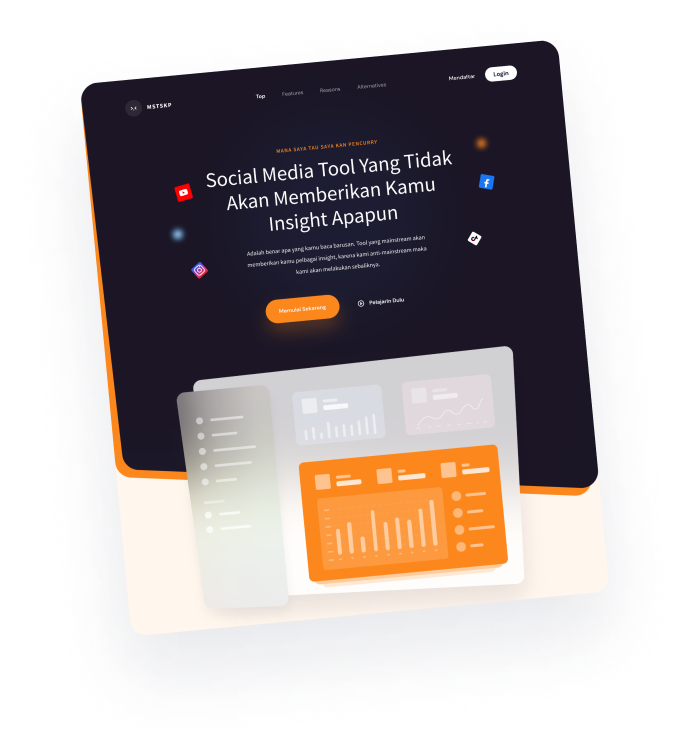 MSTSKP
Top Features Reasons Alternatives
Mendaftar Login
MANA SAYA TAU SAYA KAN PENCURRY
Social Media Tool Yang Tidak
Akan Memberikan Kamu
Insight Apapun
Adalah benar apa yang kamu baca barusan. Tool yang mainstream akan
memberikan kamu pelbagai insight, karena kami anti-mainstream maka
kami akan melakukan sebaliknya.
Memulai Sekarang Pelajarin Dulu